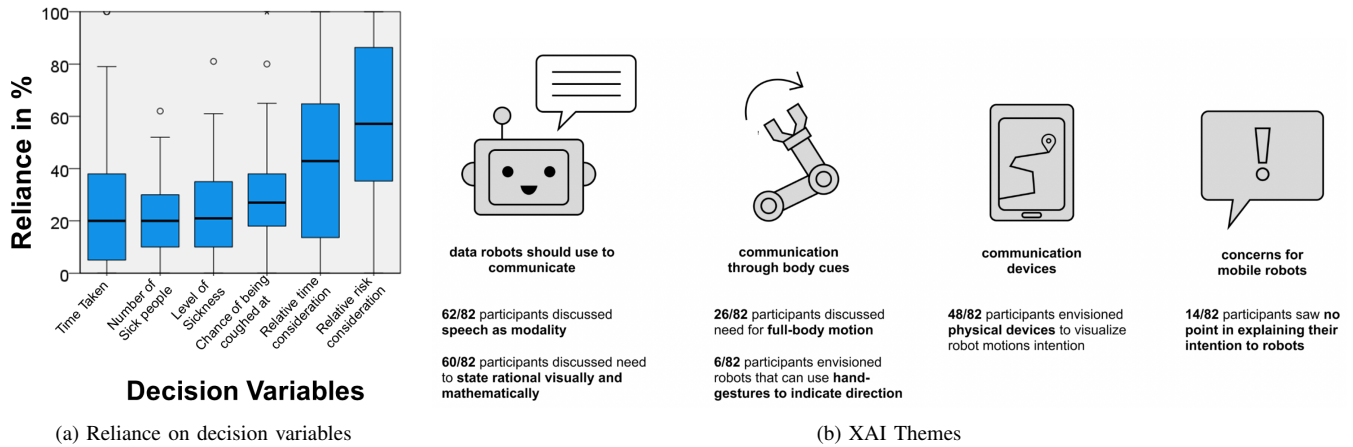 100
80
60
40
20
0
Reliance in %
Time Taken
Number of
Sick people
Level of
Sickness
Chance of being
coughed at
Relative time
consideration
Relative risk
consideration
Decision Variables
(a) Reliance on decision variables
data robots should use to
communicate
62/82 participants discussed
speech as modality
60/82 participants discussed need
to state rational visually and
mathematically
communication
through body cues
26/82 participants discussed
need for full-body motion
6/82 participants envisioned
robots that can use hand-
gestures to indicate direction
communication
devices
48/82 participants envisioned
physical devices to visualize
robot motions intention
!
concerns for
mobile robots
14/82 participants saw no
point in explaining their
intention to robots
(b) XAI Themes